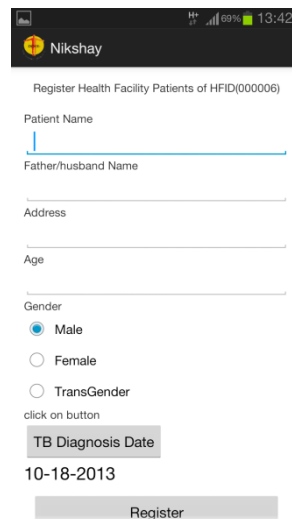 H+ 69% 13:42
Nikshay
Register Health Facility Patients of HFID(000006)
Patient Name
Father/husband Name
Address
Age
Gender
Male
Female
TransGender
click on button
TB Diagnosis Date
10-18-2013
Register